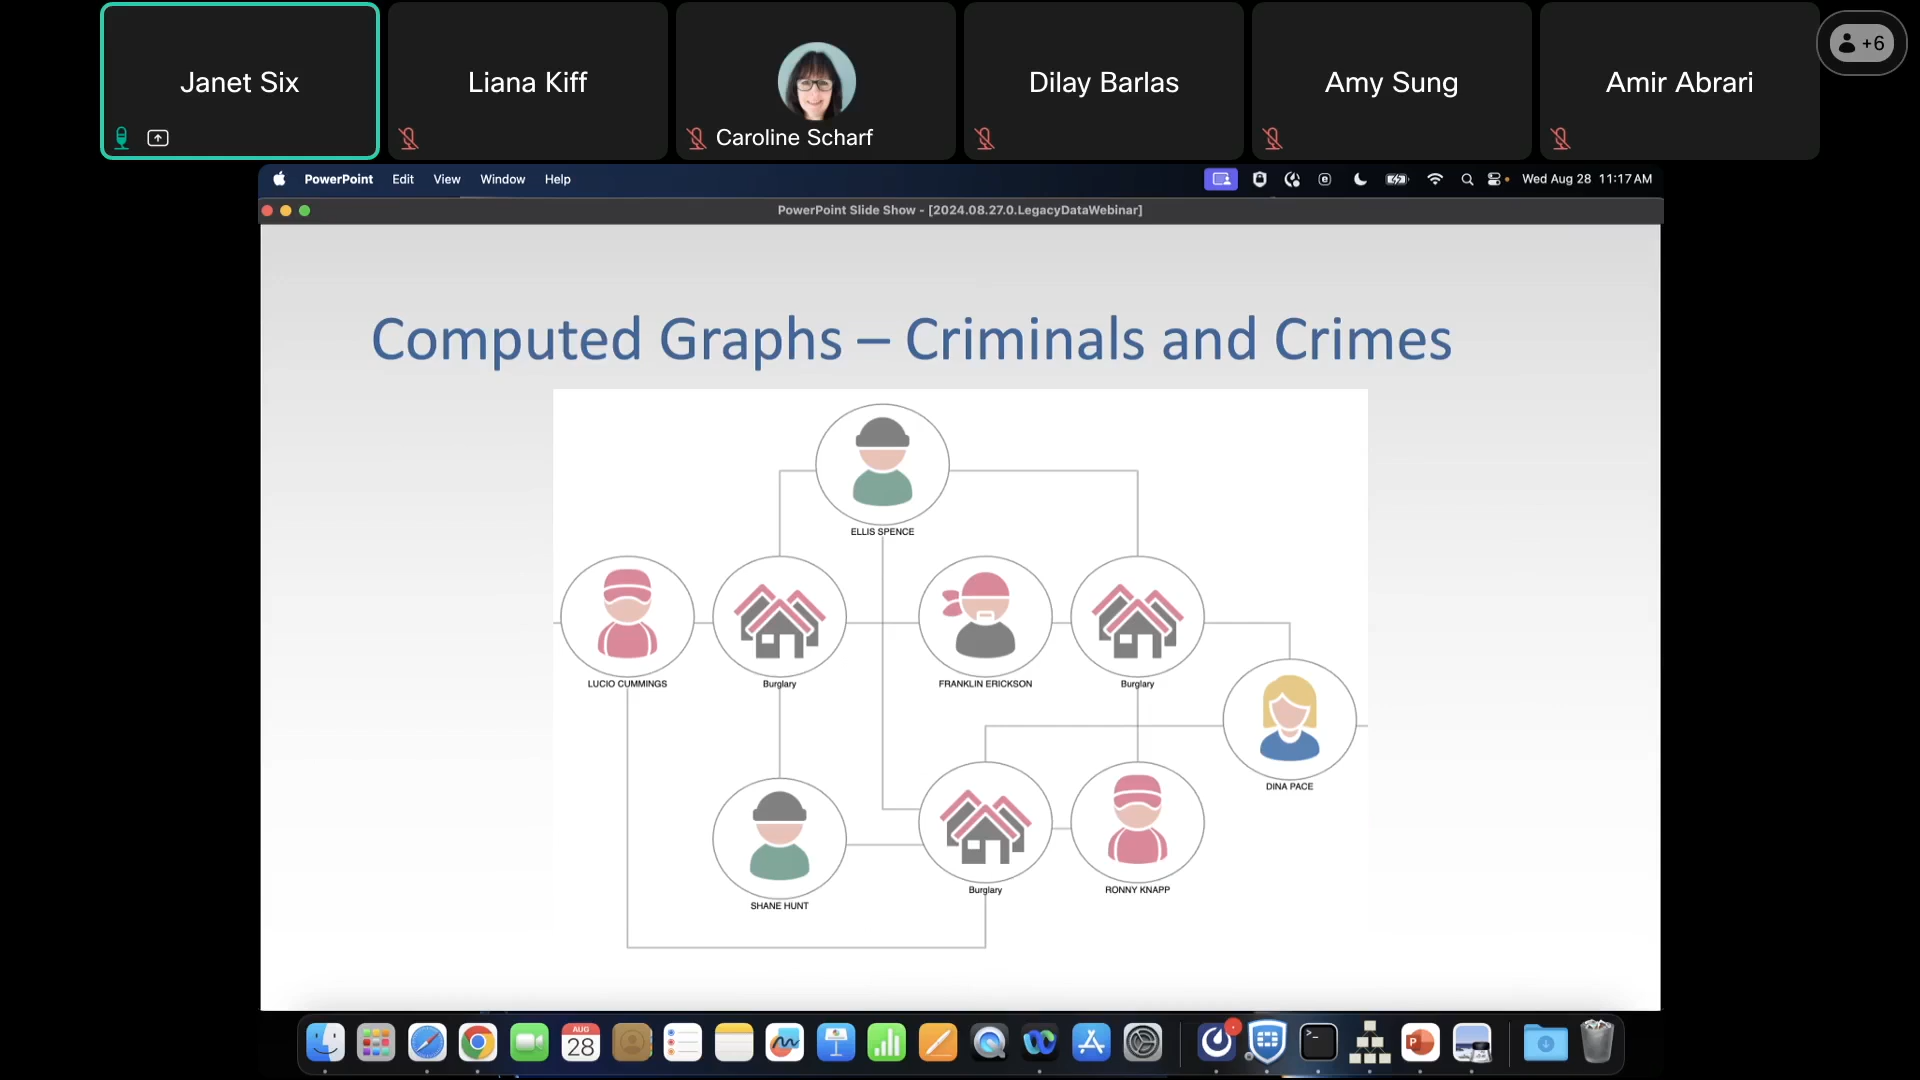 Janet Six
Liana Kiff
Caroline Scharf
Dilay Barlas
Amy Sung
Amir Abrari
+6
PowerPoint Edit View Window Help
Wed Aug 28 11:17AM
PowerPoint Slide Show - [2024.08.27.0.LegacyDataWebinar]
Computed Graphs – Criminals and Crimes
ELLIS SPENCE
LUCIO CUMMINGS
Burglary
FRANKLIN ERICKSON
Burglary
DINA PACE
SHANE HUNT
Burglary
RONNY KNAPP
AUG
28
P